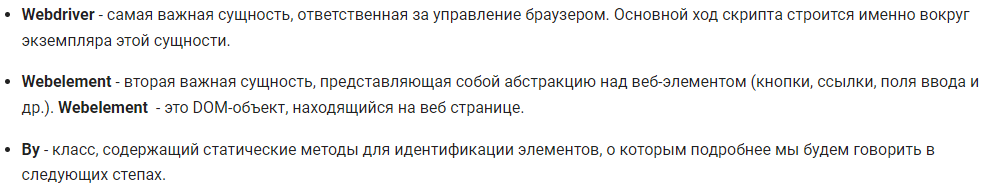 • Webdriver - самая важная сущность, ответственная за управление браузером. Основной ход скрипта строится именно вокруг
экземпляра этой сущности.
• Webelement - вторая важная сущность, представляющая собой абстракцию над веб-элементом (кнопки, ссылки, поля ввода и
др.). Webelement - это DOM-объект, находящийся на веб странице.
• By - класс, содержащий статические методы для идентификации элементов, о которым подробнее мы будем говорить в
следующих степах.